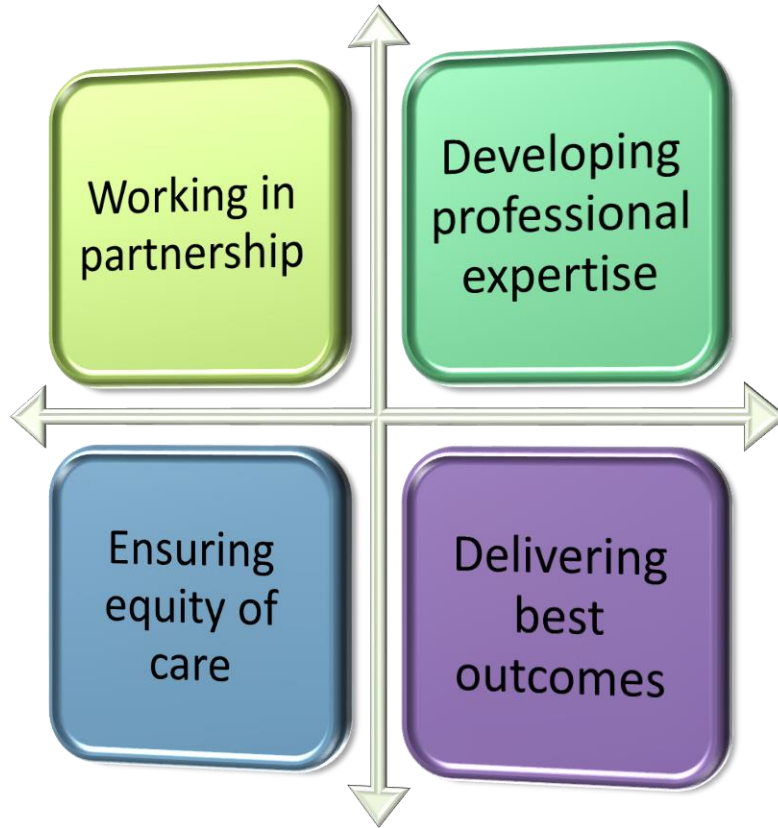 Working in
partnership
Developing
professional
expertise
Ensuring
equity of
care
Delivering
best
outcomes